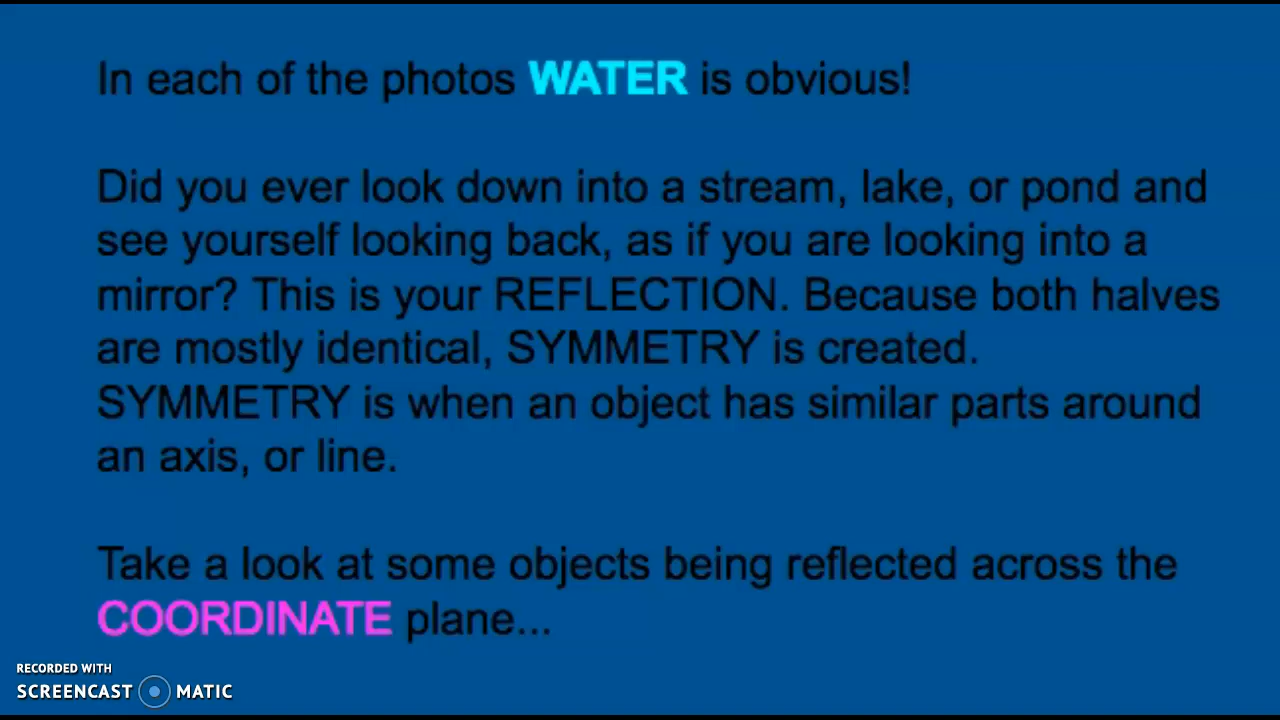 In each of the photos WATER is obvious!
Did you ever look down into a stream, lake, or pond and
see yourself looking back, as if you are looking into a
mirror? This is your REFLECTION. Because both halves
are mostly identical, SYMMETRY is created.
SYMMETRY is when an object has similar parts around
an axis, or line.
Take a look at some objects being reflected across the
COORDINATE plane...
RECORDED WITH
SCREENCAST MATIC